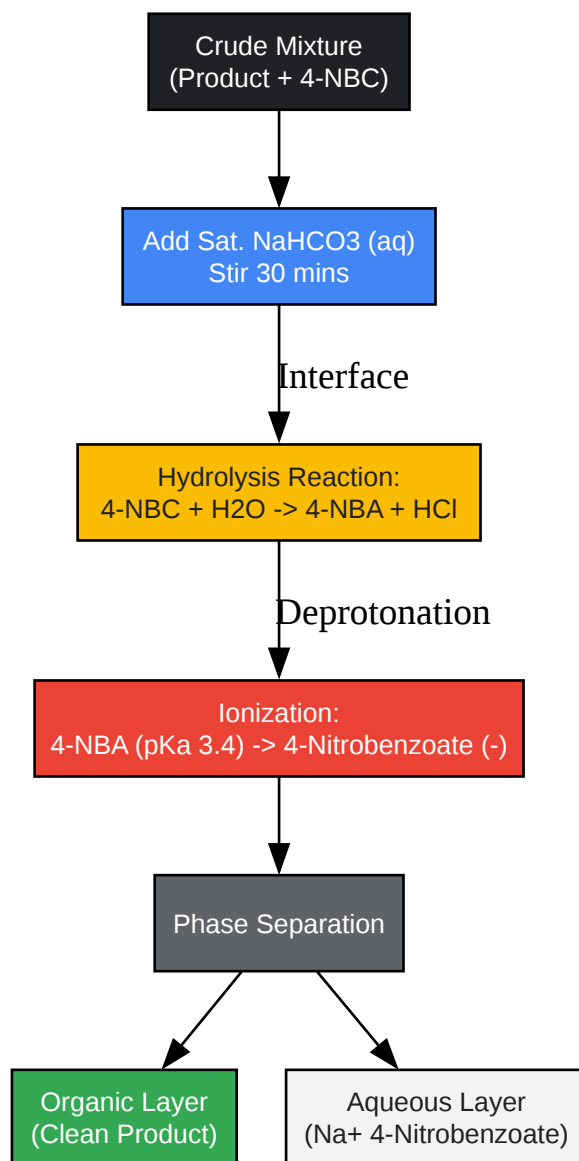 Crude Mixture
(Product + 4-NBC)
Add Sat. NaHCO3 (aq)
Stir 30 mins
Interface
Hydrolysis Reaction:
4-NBC + H2O -> 4-NBA + HCl
Deprotonation
Ionization:
4-NBA (pKa 3.4) -> 4-Nitrobenzoate (-)
Phase Separation
Organic Layer
(Clean Product)
Aqueous Layer
(Na+ 4-Nitrobenzoate)